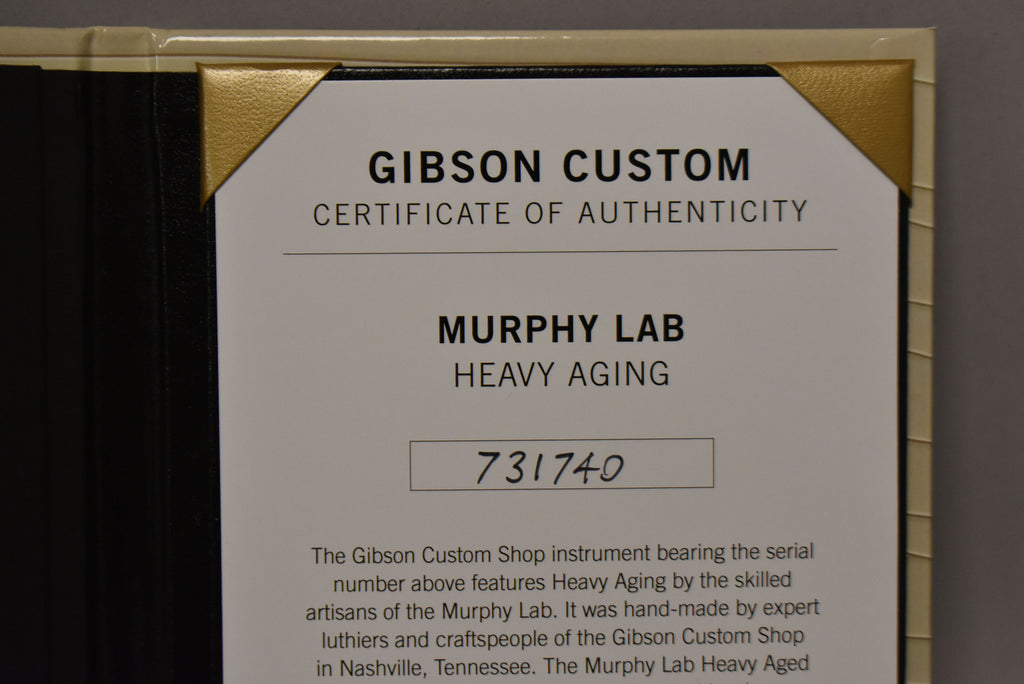 GIBSON CUSTOM
CERTIFICATE OF AUTHENTICITY
MURPHY LAB
HEAVY AGING
731740
The Gibson Custom Shop instrument bearing the serial
number above features Heavy Aging by the skilled
artisans of the Murphy Lab. It was hand-made by expert
luthiers and craftspeople of the Gibson Custom Shop
in Nashville, Tennessee. The Murphy Lab Heavy Aged